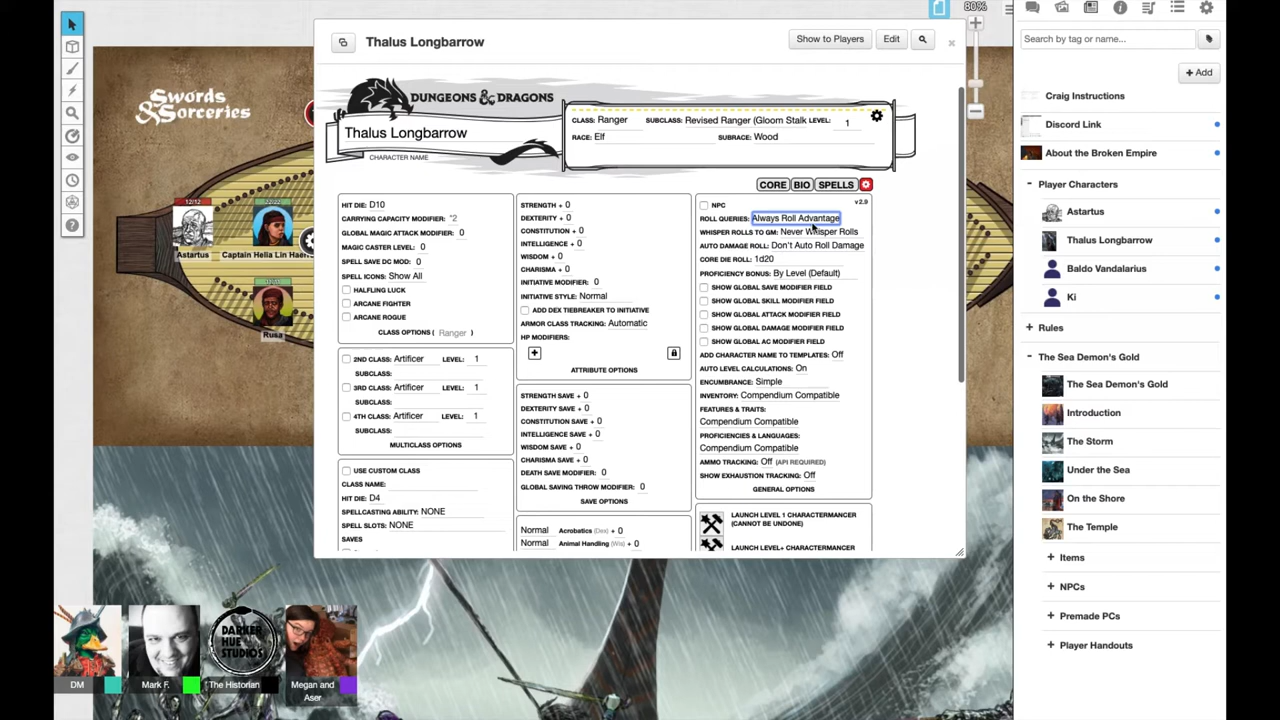 80%
Thalus Longbarrow
Show to Players
Edit
Search by tag or name...
+ Add
Swords
& Sorceries
DUNGEONS & DRAGONS
Thalus Longbarrow
CHARACTER NAME
CLASS: Ranger SUBCLASS: Revised Ranger (Gloom Stalk LEVEL: 1
RACE: Elf SUBRACE: Wood
CORE BIO SPELLS
12/12
22/22
Astartus
Captain Hella Lin Haen
Rusa
HIT DIE: D10
CARRYING CAPACITY MODIFIER: *2
GLOBAL MAGIC ATTACK MODIFIER: 0
MAGIC CASTER LEVEL: 0
SPELL SAVE DC MOD: 0
SPELL ICONS: Show All
HALFLING LUCK
ARCANE FIGHTER
ARCANE ROGUE
CLASS OPTIONS ( Ranger )
2ND CLASS: Artificer LEVEL: 1
SUBCLASS:
3RD CLASS: Artificer LEVEL: 1
SUBCLASS:
4TH CLASS: Artificer LEVEL: 1
SUBCLASS:
MULTICLASS OPTIONS
USE CUSTOM CLASS
CLASS NAME:
HIT DIE: D4
SPELLCASTING ABILITY: NONE
SPELL SLOTS: NONE
SAVES
STRENGTH + 0
DEXTERITY + 0
CONSTITUTION + 0
INTELLIGENCE + 0
WISDOM + 0
CHARISMA + 0
INITIATIVE MODIFIER: 0
INITIATIVE STYLE: Normal
ADD DEX TIEBREAKER TO INITIATIVE
ARMOR CLASS TRACKING: Automatic
HP MODIFIERS:
+
ATTRIBUTE OPTIONS
STRENGTH SAVE + 0
DEXTERITY SAVE + 0
CONSTITUTION SAVE + 0
INTELLIGENCE SAVE + 0
WISDOM SAVE + 0
CHARISMA SAVE + 0
DEATH SAVE MODIFIER: 0
GLOBAL SAVING THROW MODIFIER: 0
SAVE OPTIONS
Normal Acrobatics (Dex) + 0
Normal Animal Handling (Wis) + 0
NPC v2.9
ROLL QUERIES: Always Roll Advantage
WHISPER ROLLS TO GM: Never Whisper Rolls
AUTO DAMAGE ROLL: Don't Auto Roll Damage
CORE DIE ROLL: 1d20
PROFICIENCY BONUS: By Level (Default)
SHOW GLOBAL SAVE MODIFIER FIELD
SHOW GLOBAL SKILL MODIFIER FIELD
SHOW GLOBAL ATTACK MODIFIER FIELD
SHOW GLOBAL DAMAGE MODIFIER FIELD
SHOW GLOBAL AC MODIFIER FIELD
ADD CHARACTER NAME TO TEMPLATES: Off
AUTO LEVEL CALCULATIONS: On
ENCUMBRANCE: Simple
INVENTORY: Compendium Compatible
FEATURES & TRAITS:
Compendium Compatible
PROFICIENCIES & LANGUAGES:
Compendium Compatible
AMMO TRACKING: Off (API REQUIRED)
SHOW EXHAUSTION TRACKING: Off
GENERAL OPTIONS
LAUNCH LEVEL 1 CHARACTERMANCER
(CANNOT BE UNDONE)
LAUNCH LEVEL+ CHARACTERMANCER
Craig Instructions
Discord Link
About the Broken Empire
- Player Characters
Astartus
Thalus Longbarrow
Baldo Vandalarius
Ki
+ Rules
- The Sea Demon's Gold
The Sea Demon's Gold
Introduction
The Storm
Under the Sea
On the Shore
The Temple
+ Items
+ NPCs
+ Premade PCs
+ Player Handouts
DARKER
HUE
STUDIOS
DM
Mark F.
The Historian
Megan and
Aser